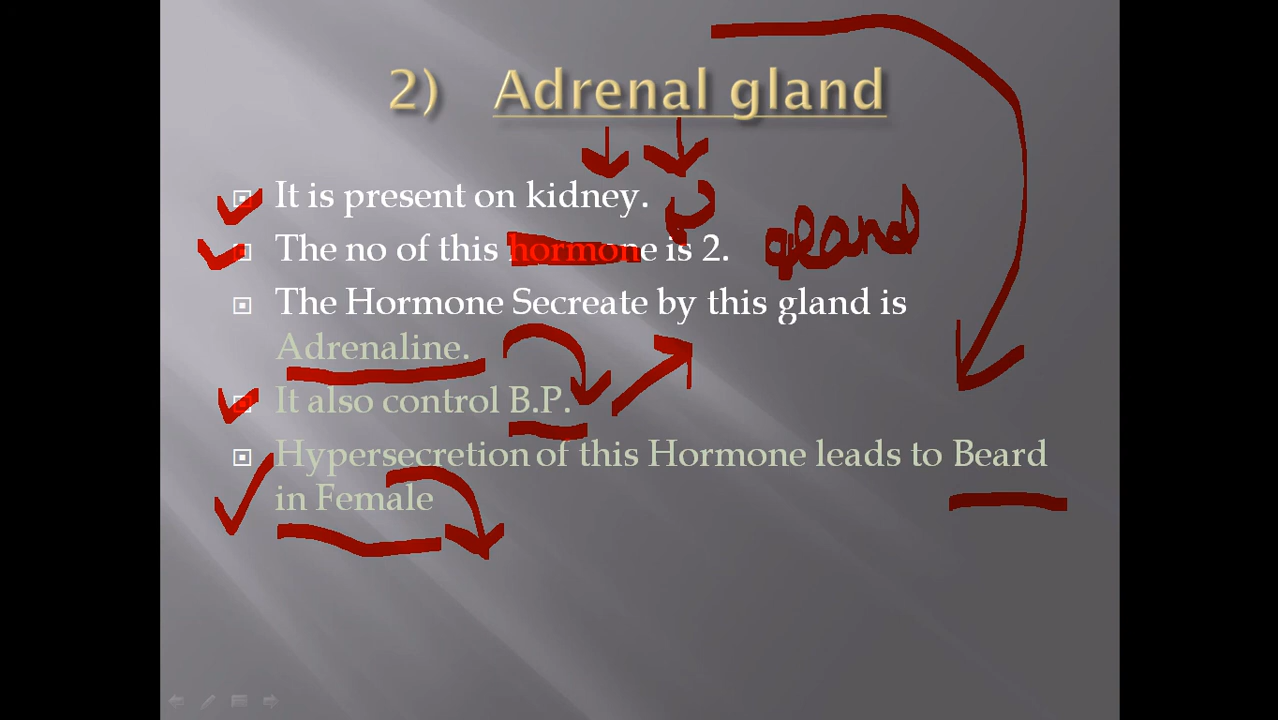 2) Adrenal gland
It is present on kidney.
The no of this hormone is 2.
gland
The Hormone Secreate by this gland is
Adrenaline.
It also control B.P.
Hypersecretion of this Hormone leads to Beard
in Female